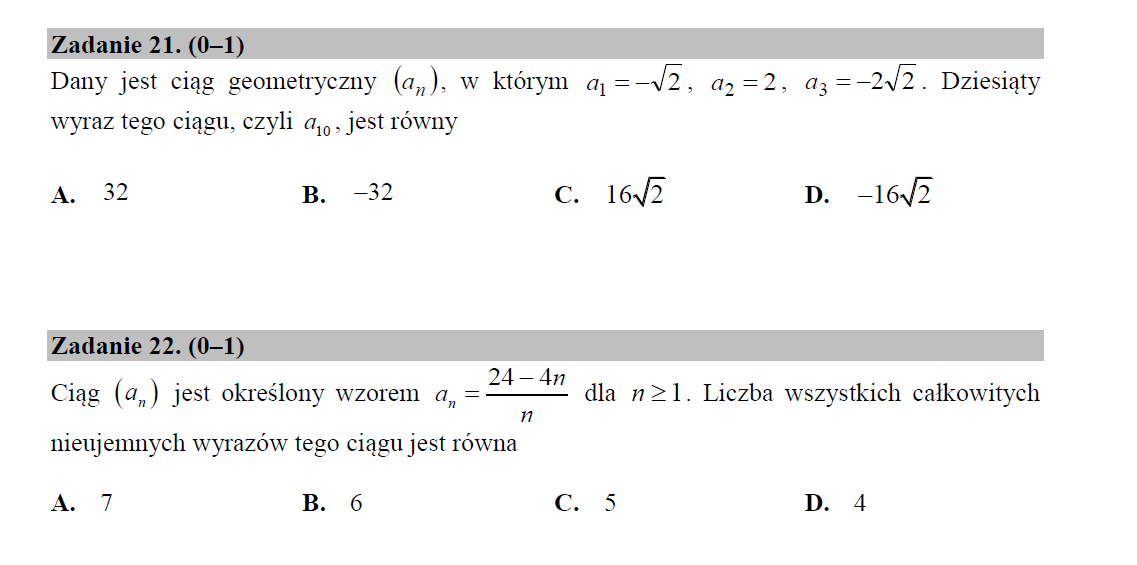 Zadanie 21. (0–1)
Dany jest ciąg geometryczny (aₙ), w którym a₁ = −√2, a₂ = 2, a₃ = −2√2. Dziesiąty
wyraz tego ciągu, czyli a₁₀, jest równy
A. 32 B. −32 C. 16√2 D. −16√2
Zadanie 22. (0–1)
Ciąg (aₙ) jest określony wzorem aₙ = (24 − 4n)/n dla n ≥ 1. Liczba wszystkich całkowitych
nieujemnych wyrazów tego ciągu jest równa
A. 7 B. 6 C. 5 D. 4